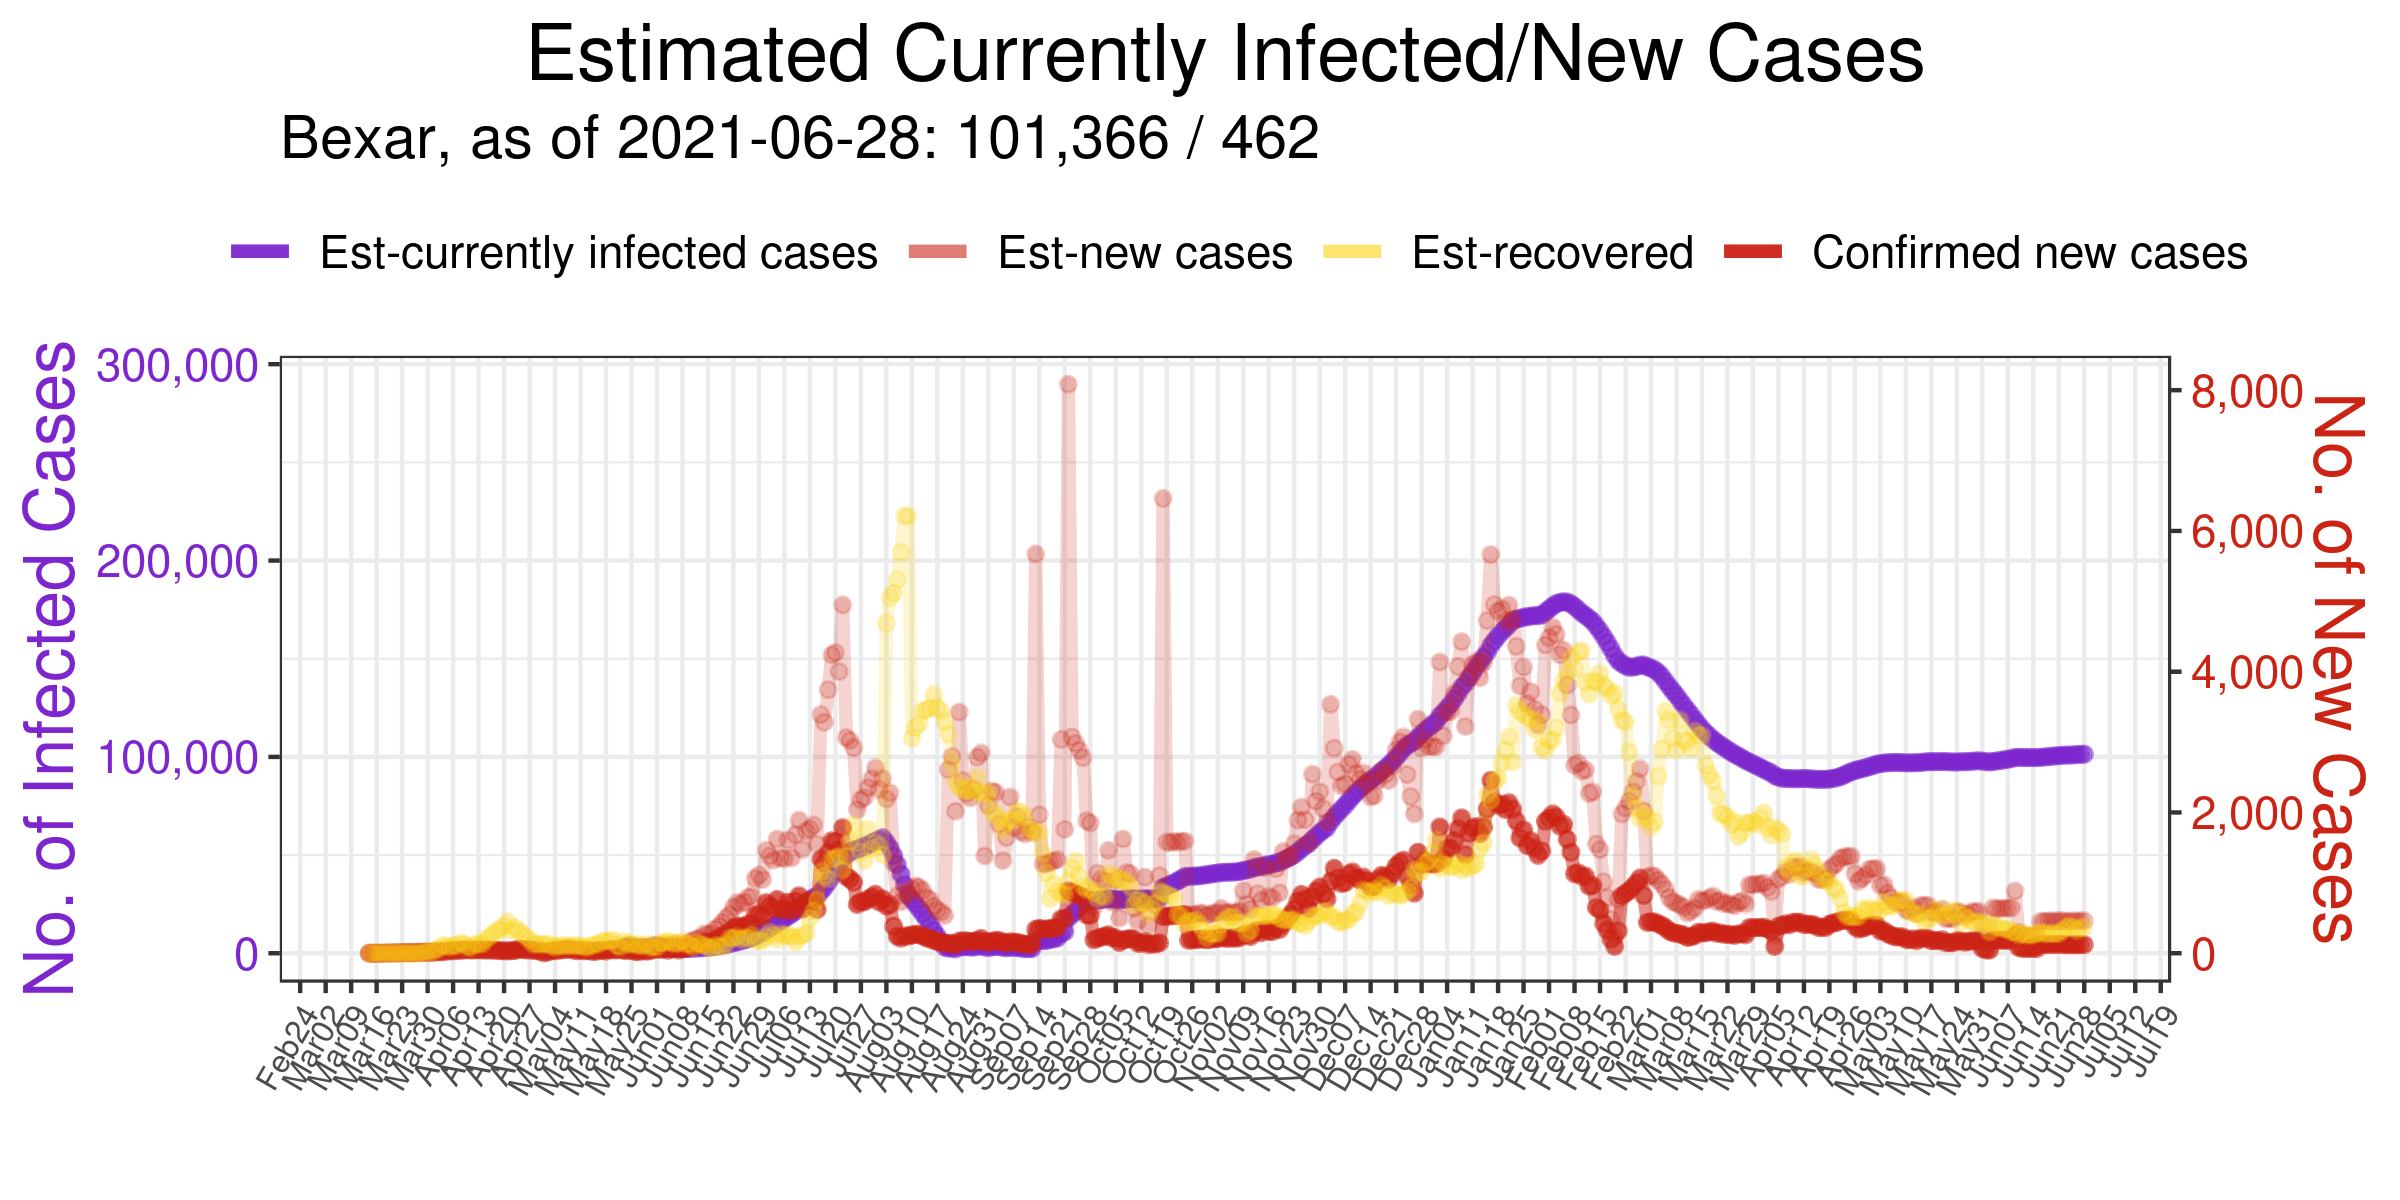 Estimated Currently Infected/New Cases
Bexar, as of 2021-06-28: 101,366 / 462
Est-currently infected cases
Est-new cases
Est-recovered
Confirmed new cases
No. of Infected Cases
300,000
200,000
100,000
0
8,000
6,000
4,000
2,000
0
No. of New Cases
Feb24
Mar02
Mar09
Mar16
Mar23
Mar30
Apr06
Apr13
Apr20
Apr27
May04
May11
May18
May25
Jun01
Jun08
Jun15
Jun22
Jun29
Jul06
Jul13
Jul20
Jul27
Aug03
Aug10
Aug17
Aug24
Aug31
Sep07
Sep14
Sep21
Sep28
Oct05
Oct12
Oct19
Oct26
Nov02
Nov09
Nov16
Nov23
Nov30
Dec07
Dec14
Dec21
Dec28
Jan04
Jan11
Jan18
Jan25
Feb01
Feb08
Feb15
Feb22
Mar01
Mar08
Mar15
Mar22
Mar29
Apr05
Apr12
Apr19
Apr26
May03
May10
May17
May24
May31
Jun07
Jun14
Jun21
Jun28
Jul05
Jul12
Jul19